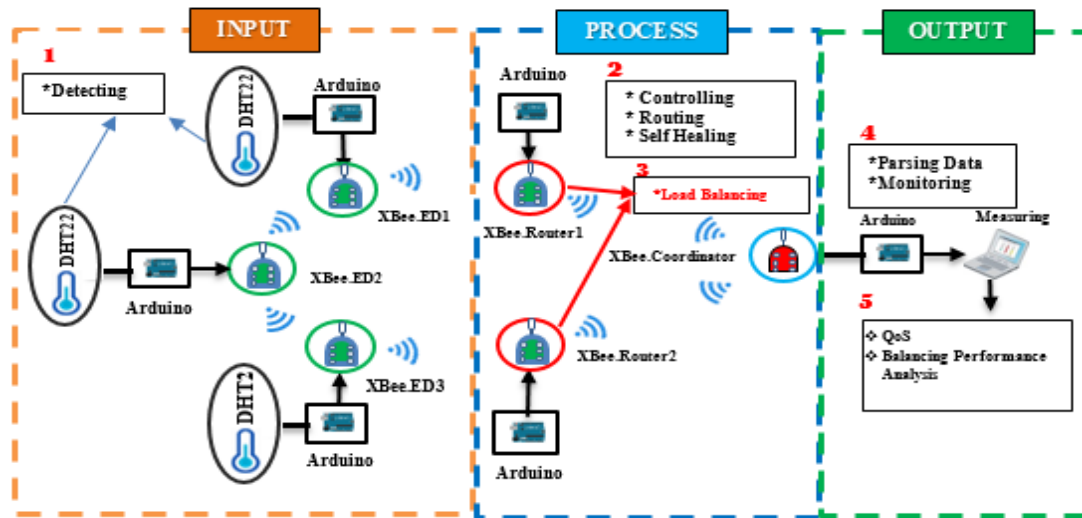 INPUT
PROCESS
OUTPUT
1
*Detecting
DHT22
Arduino
XBee.ED1
DHT22
Arduino
XBee.ED2
DHT2
Arduino
XBee.ED3
Arduino
XBee.Router1
2
* Controlling
* Routing
* Self Healing
3
*Load Balancing
XBee.Coordinator
XBee.Router2
Arduino
4
*Parsing Data
*Monitoring
Arduino
Measuring
5
❖ QoS
❖ Balancing Performance
Analysis